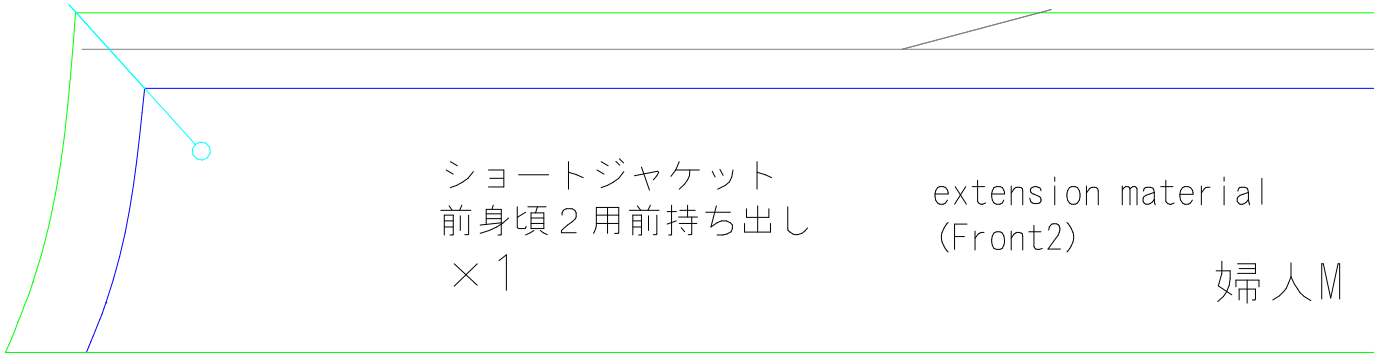 ショートジャケット
前身頃２用前持ち出し
×1
extension material
(Front2)
婦人M